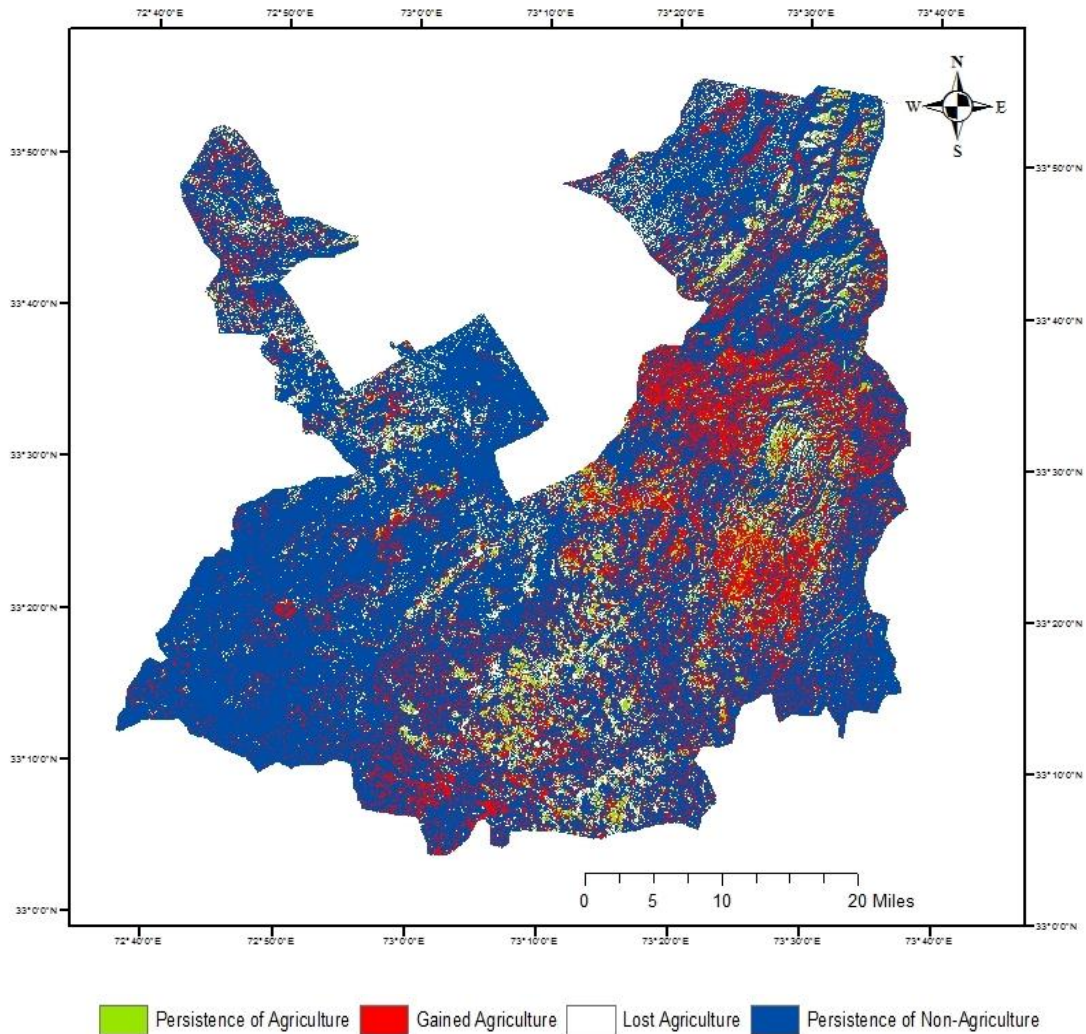 72°40'0"E 72°50'0"E 73°0'0"E 73°10'0"E 73°20'0"E 73°30'0"E 73°40'0"E
N
W E
S
33°50'0"N 33°50'0"N
33°40'0"N 33°40'0"N
33°30'0"N 33°30'0"N
33°20'0"N 33°20'0"N
33°10'0"N 33°10'0"N
0 5 10 20 Miles
33°0'0"N 33°0'0"N
72°40'0"E 72°50'0"E 73°0'0"E 73°10'0"E 73°20'0"E 73°30'0"E 73°40'0"E
Persistence of Agriculture Gained Agriculture Lost Agriculture Persistence of Non-Agriculture